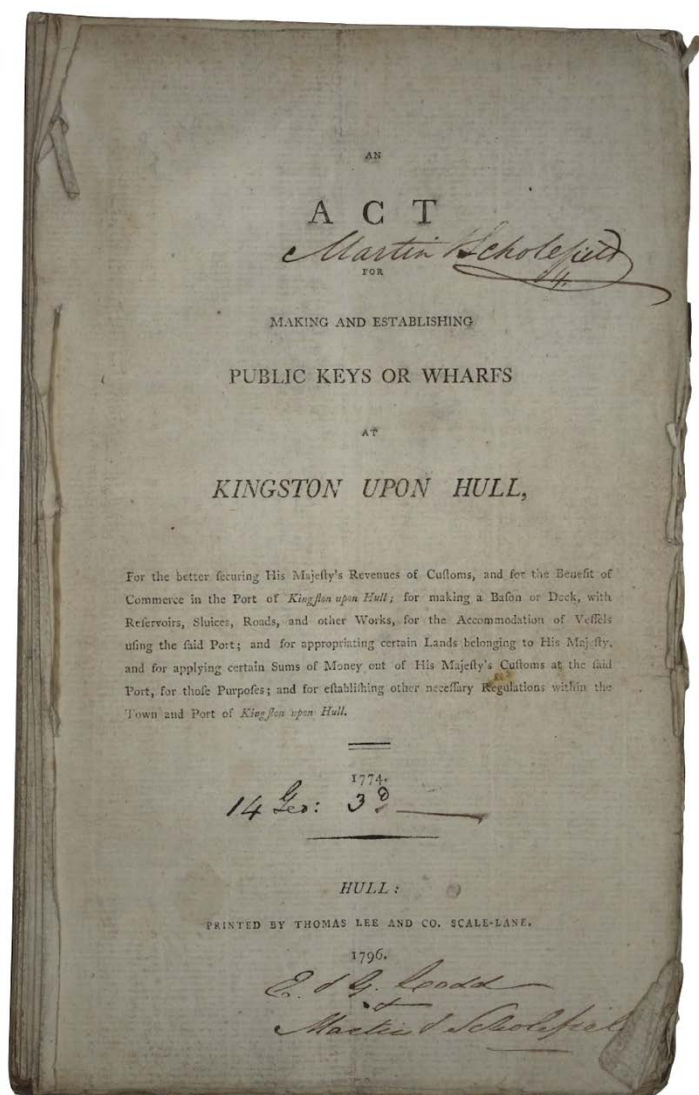 AN
ACT
Martin Scholefield
FOR
MAKING AND ESTABLISHING
PUBLIC KEYS OR WHARFS
AT
KINGSTON UPON HULL,
For the better ſecuring His Majeſty's Revenues of Cuſtoms, and for the Benefit of
Commerce in the Port of Kingſton upon Hull; for making a Baſon or Dock, with
Reſervoirs, Sluices, Roads, and other Works, for the Accommodation of Veſſels
uſing the ſaid Port; and for appropriating certain Lands belonging to His Majeſty,
and for applying certain Sums of Money out of His Majeſty's Cuſtoms at the ſaid
Port, for thoſe Purpoſes; and for eſtabliſhing other neceſſary Regulations within the
Town and Port of Kingſton upon Hull.
1774.
14 Geo: 3D
HULL:
PRINTED BY THOMAS LEE AND CO. SCALE-LANE.
1796.
E. & G. Codd
&
Martin & Scholefield